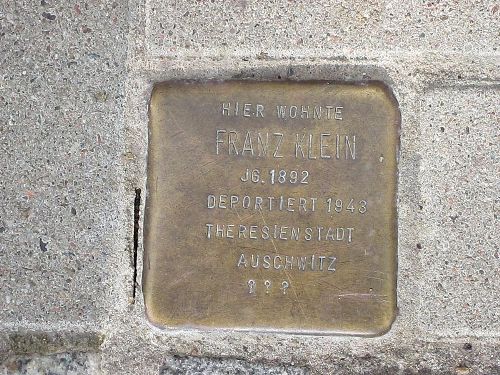 HIER WOHNTE
FRANZ KLEIN
JG. 1892
DEPORTIERT 1943
THERESIENSTADT
AUSCHWITZ
? ? ?